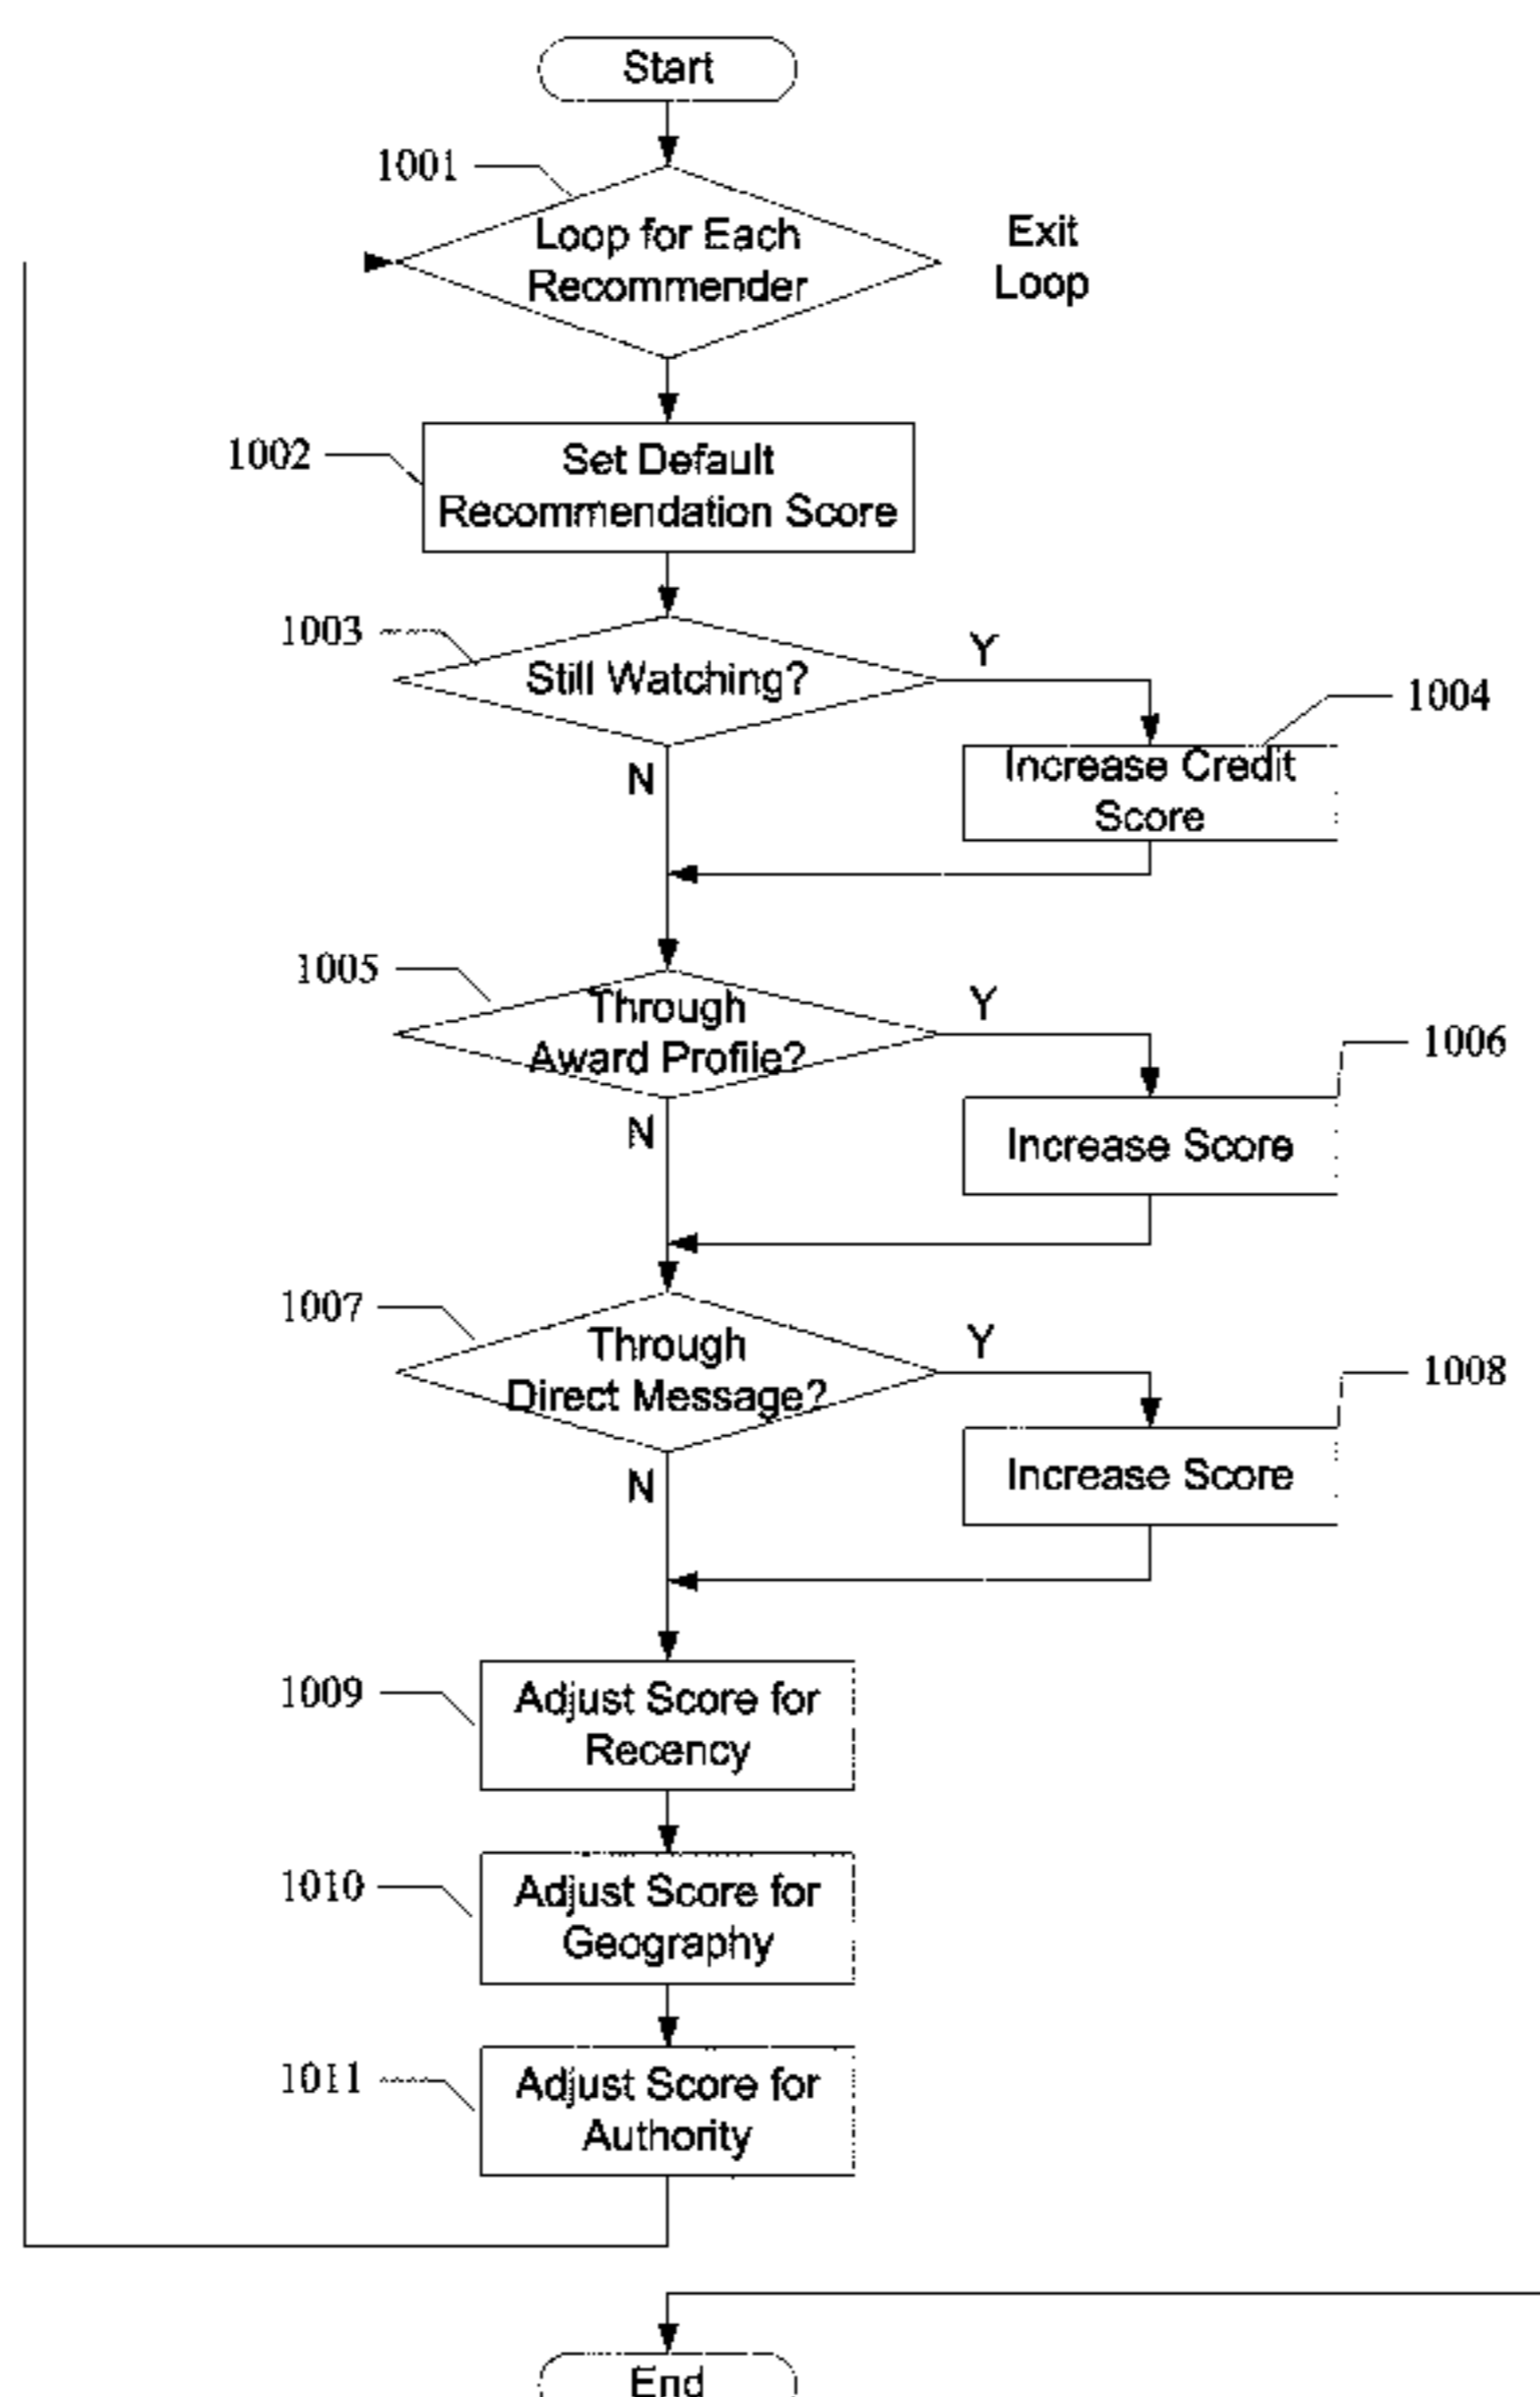 Start
1001
Loop for Each
Recommender
Exit
Loop
1002
Set Default
Recommendation Score
1003
Still Watching?
Y
N
1004
Increase Credit
Score
1005
Through
Award Profile?
Y
N
1006
Increase Score
1007
Through
Direct Message?
Y
N
1008
Increase Score
1009
Adjust Score for
Recency
1010
Adjust Score for
Geography
1011
Adjust Score for
Authority
End